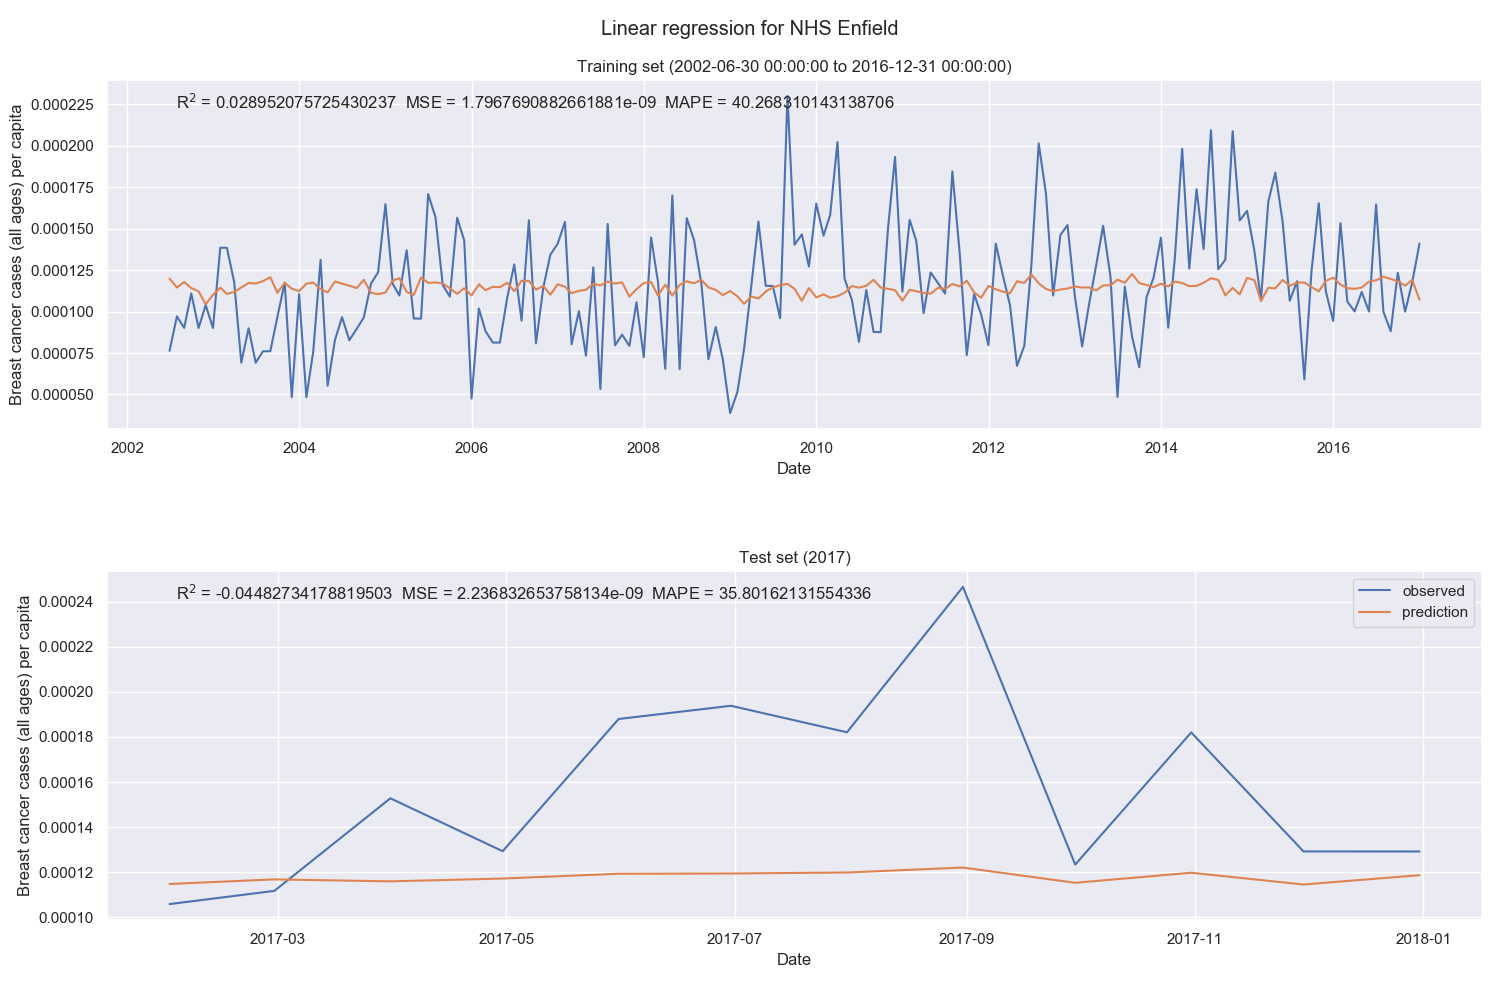 Linear regression for NHS Enfield
Training set (2002-06-30 00:00:00 to 2016-12-31 00:00:00)
R² = 0.028952075725430237 MSE = 1.7967690882661881e-09 MAPE = 40.268310143138706
Breast cancer cases (all ages) per capita
0.000225
0.000200
0.000175
0.000150
0.000125
0.000100
0.000075
0.000050
2002 2004 2006 2008 2010 2012 2014 2016
Date
Test set (2017)
R² = -0.04482734178819503 MSE = 2.236832653758134e-09 MAPE = 35.80162131554336
observed
prediction
Breast cancer cases (all ages) per capita
0.00024
0.00022
0.00020
0.00018
0.00016
0.00014
0.00012
0.00010
2017-03 2017-05 2017-07 2017-09 2017-11 2018-01
Date